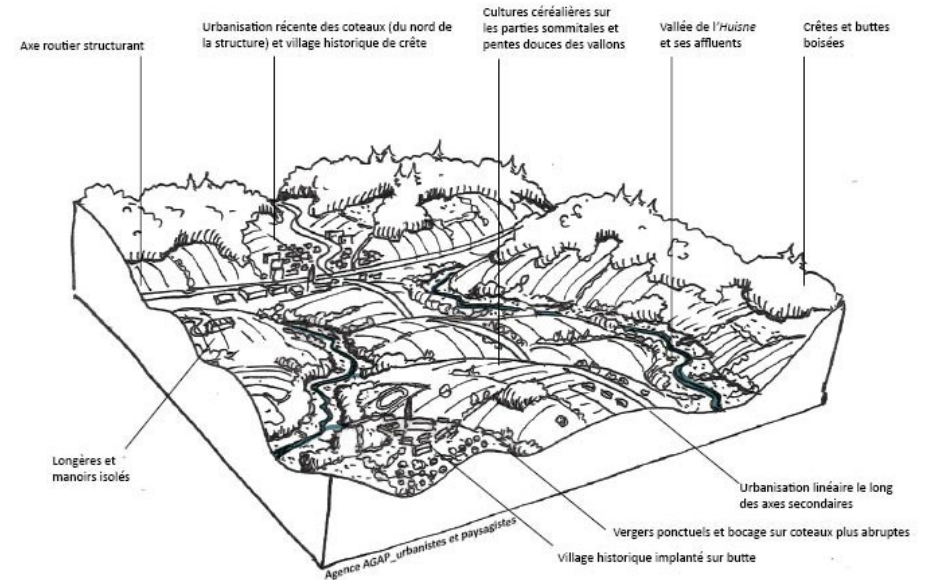 Axe routier structurant
Urbanisation récente des coteaux (du nord de
la structure) et village historique de crête
Cultures céréalières sur
les parties sommitales et
pentes douces des vallons
Vallée de l'Huisne
et ses affluents
Crêtes et buttes
boisées
Longères et
manoirs isolés
Urbanisation linéaire le long
des axes secondaires
Vergers ponctuels et bocage sur coteaux plus abruptes
Village historique implanté sur butte
Agence AGAP_urbanistes et paysagistes